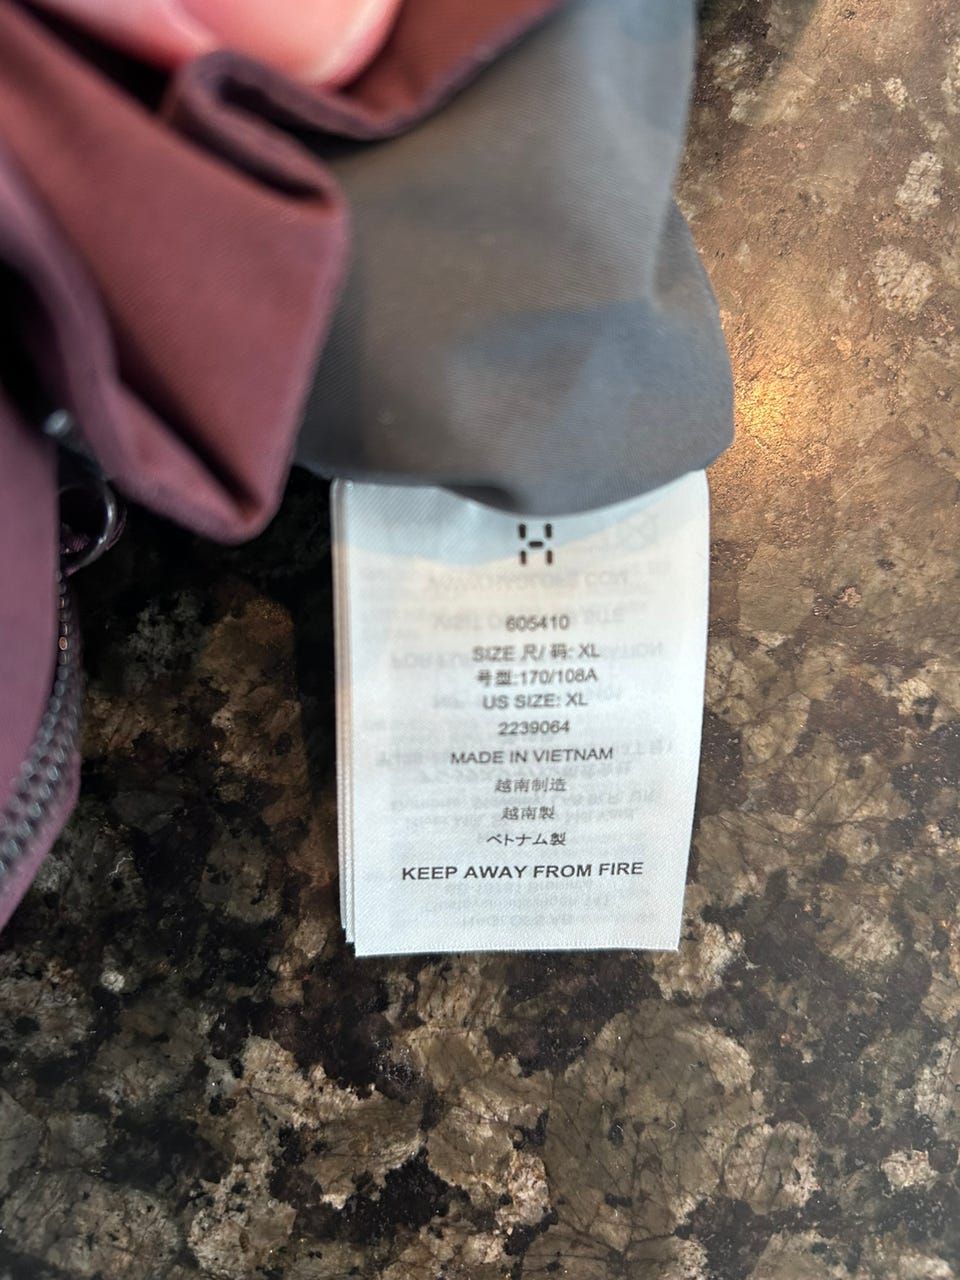 H
605410
SIZE 尺/ 码: XL
号型:170/108A
US SIZE: XL
2239064
MADE IN VIETNAM
越南制造
越南製
ベトナム製
KEEP AWAY FROM FIRE